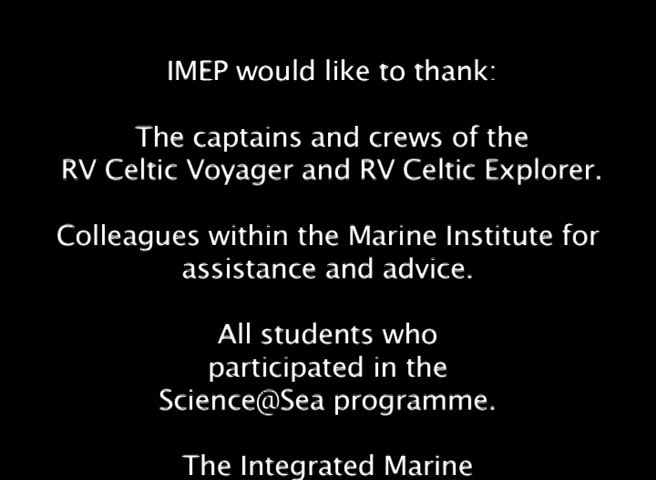 IMEP would like to thank:
The captains and crews of the
RV Celtic Voyager and RV Celtic Explorer.
Colleagues within the Marine Institute for
assistance and advice.
All students who
participated in the
Science@Sea programme.
The Integrated Marine